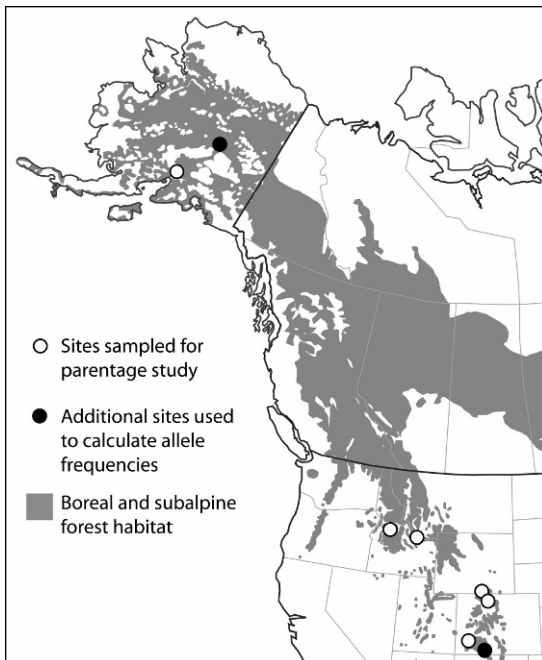 Sites sampled for
parentage study
Additional sites used
to calculate allele
frequencies
Boreal and subalpine
forest habitat